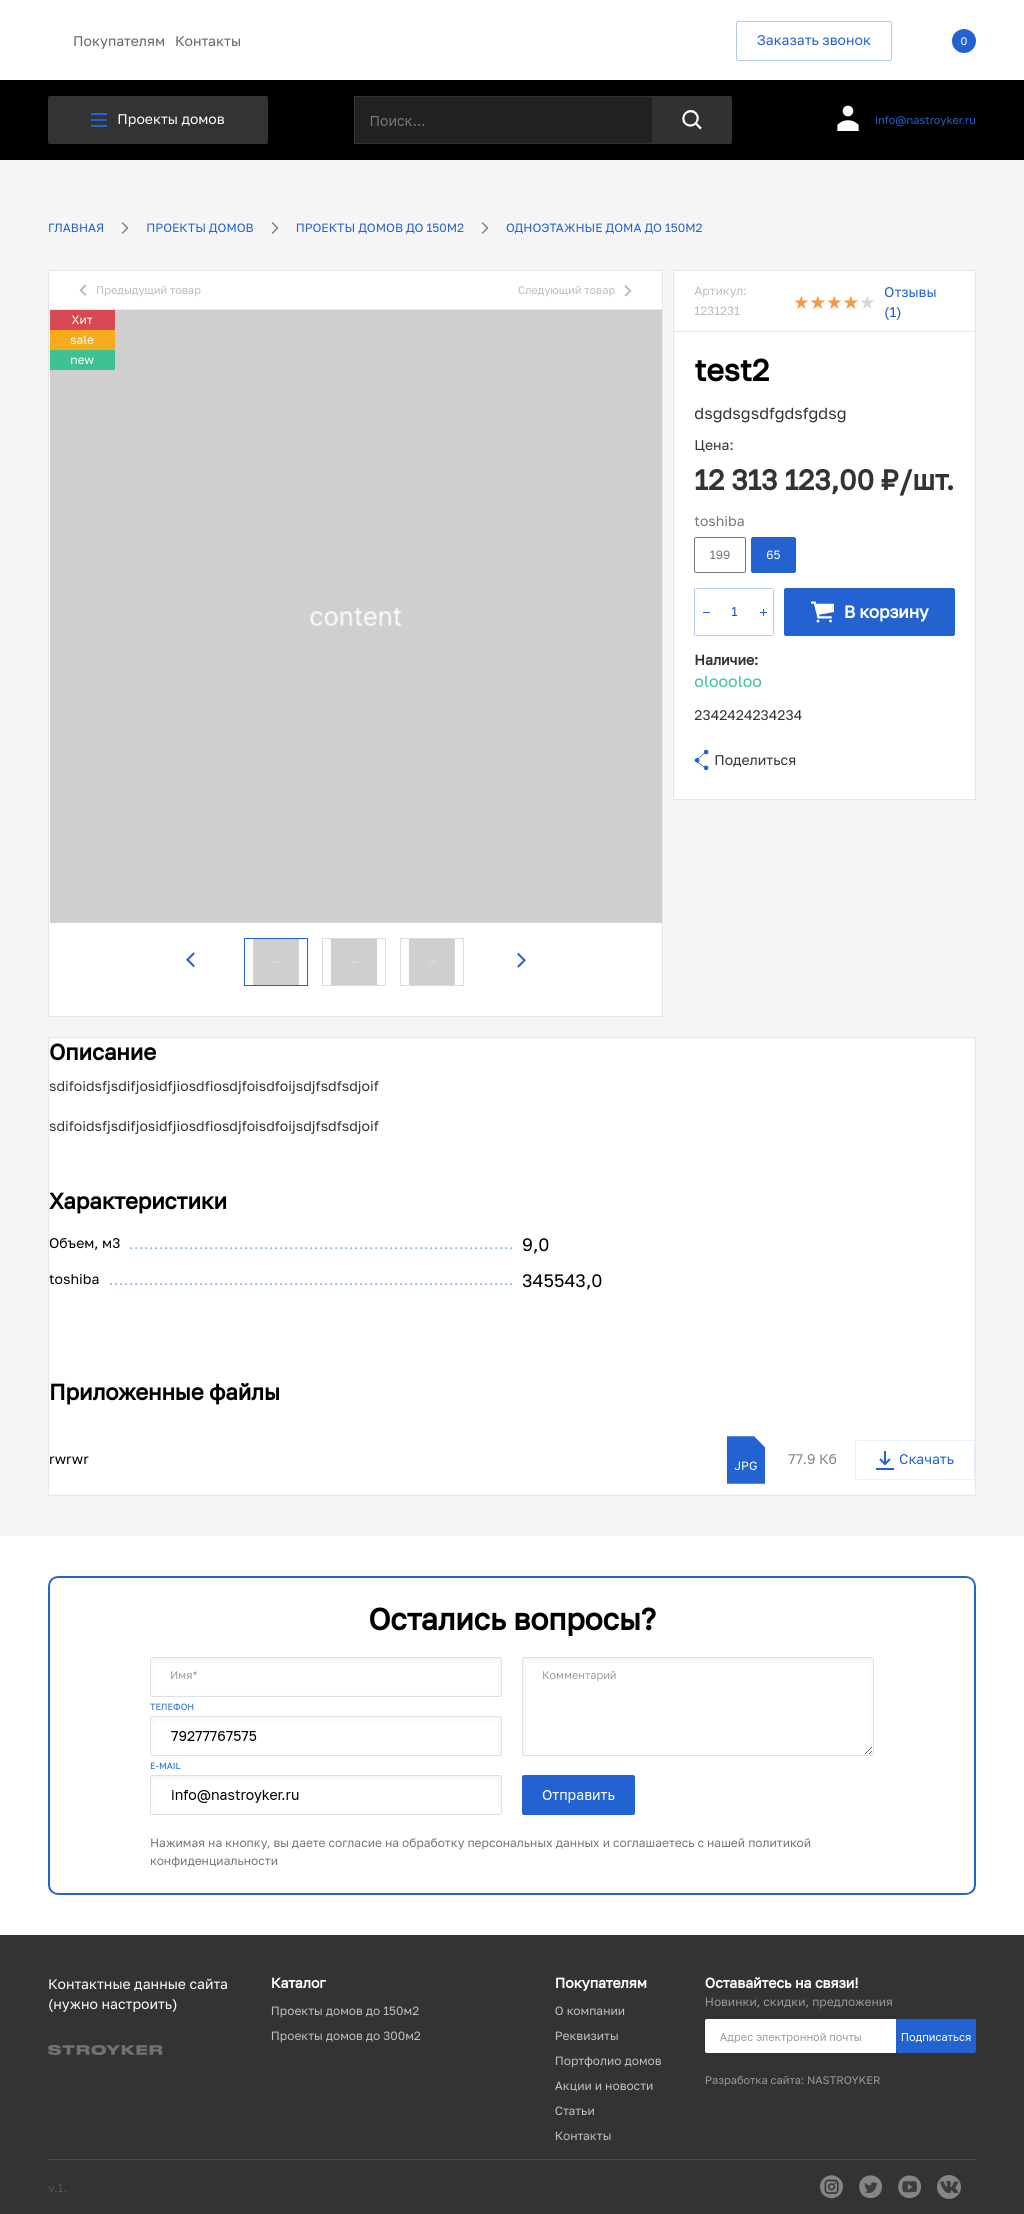 Покупателям Контакты
Заказать звонок
0
Проекты домов
Поиск...
info@nastroyker.ru
ГЛАВНАЯ
ПРОЕКТЫ ДОМОВ
ПРОЕКТЫ ДОМОВ ДО 150М2
ОДНОЭТАЖНЫЕ ДОМА ДО 150М2
Предыдущий товар
Следующий товар
Хит
sale
new
content
Артикул:
1231231
Отзывы
(1)
test2
dsgdsgsdfgdsfgdsg
Цена:
12 313 123,00 ₽/шт.
toshiba
199
65
− 1 +
В корзину
Наличие:
oloooloo
2342424234234
Поделиться
Описание
sdifoidsfjsdifjosidfjiosdfiosdjfoisdfoijsdjfsdfsdjoif
sdifoidsfjsdifjosidfjiosdfiosdjfoisdfoijsdjfsdfsdjoif
Характеристики
Объем, м3 9,0
toshiba 345543,0
Приложенные файлы
rwrwr
JPG
77.9 Кб
Скачать
Остались вопросы?
Имя*
Комментарий
ТЕЛЕФОН
79277767575
E-MAIL
info@nastroyker.ru
Отправить
Нажимая на кнопку, вы даете согласие на обработку персональных данных и соглашаетесь с нашей политикой
конфиденциальности
Контактные данные сайта
(нужно настроить)
STROYKER
Каталог
Проекты домов до 150м2
Проекты домов до 300м2
Покупателям
О компании
Реквизиты
Портфолио домов
Акции и новости
Статьи
Контакты
Оставайтесь на связи!
Новинки, скидки, предложения
Адрес электронной почты
Подписаться
Разработка сайта: NASTROYKER
v.1.